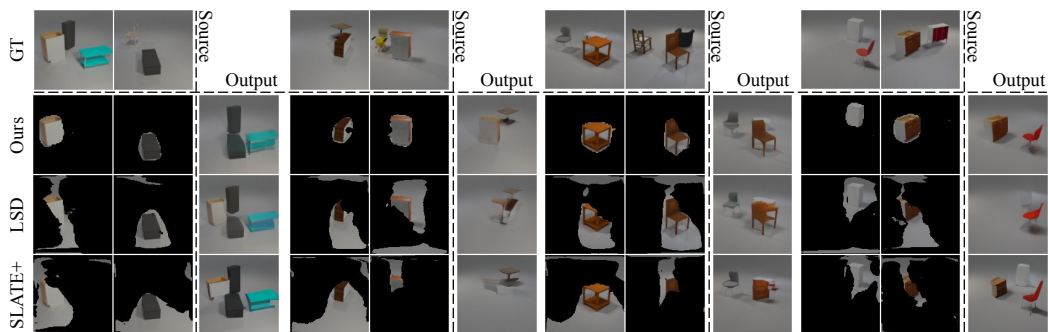 GT
Source
Output
Source
Output
Source
Output
Source
Output
Ours
LSD
SLATE+